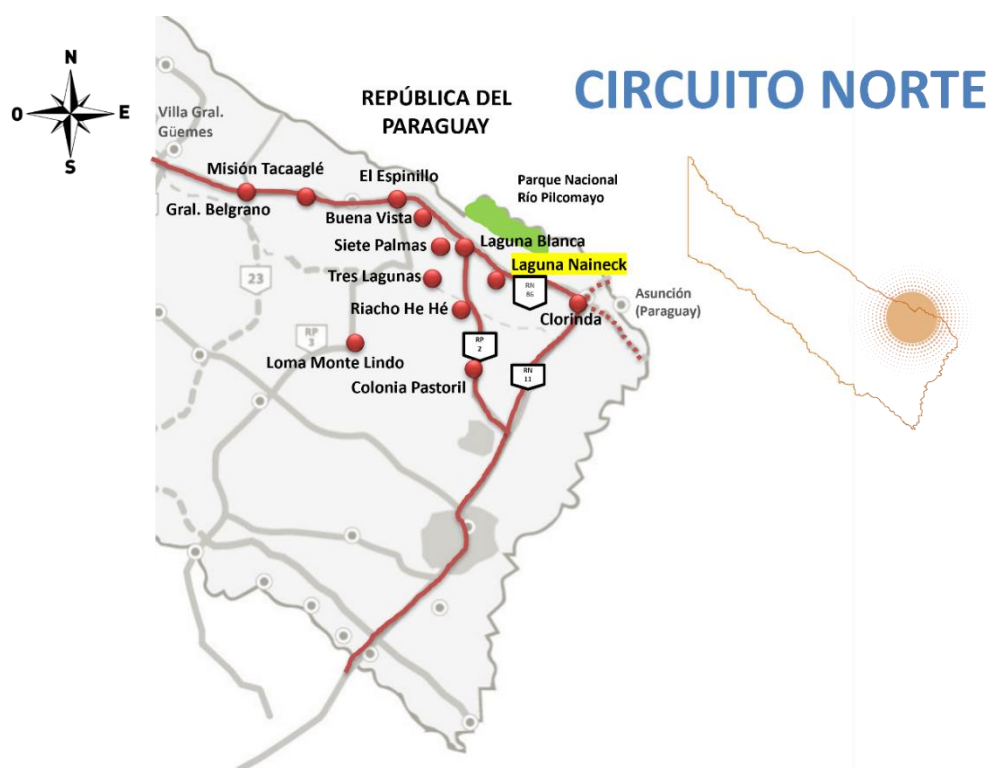 CIRCUITO NORTE
N
O
E
S
REPÚBLICA DEL
PARAGUAY
Villa Gral.
Güemes
Misión Tacaaglé
El Espinillo
Parque Nacional
Río Pilcomayo
Gral. Belgrano
Buena Vista
Siete Palmas
Laguna Blanca
Laguna Naineck
Tres Lagunas
23
RN
86
Asunción
(Paraguay)
Riacho He Hé
Clorinda
RP
3
RP
2
Loma Monte Lindo
RN
11
Colonia Pastoril